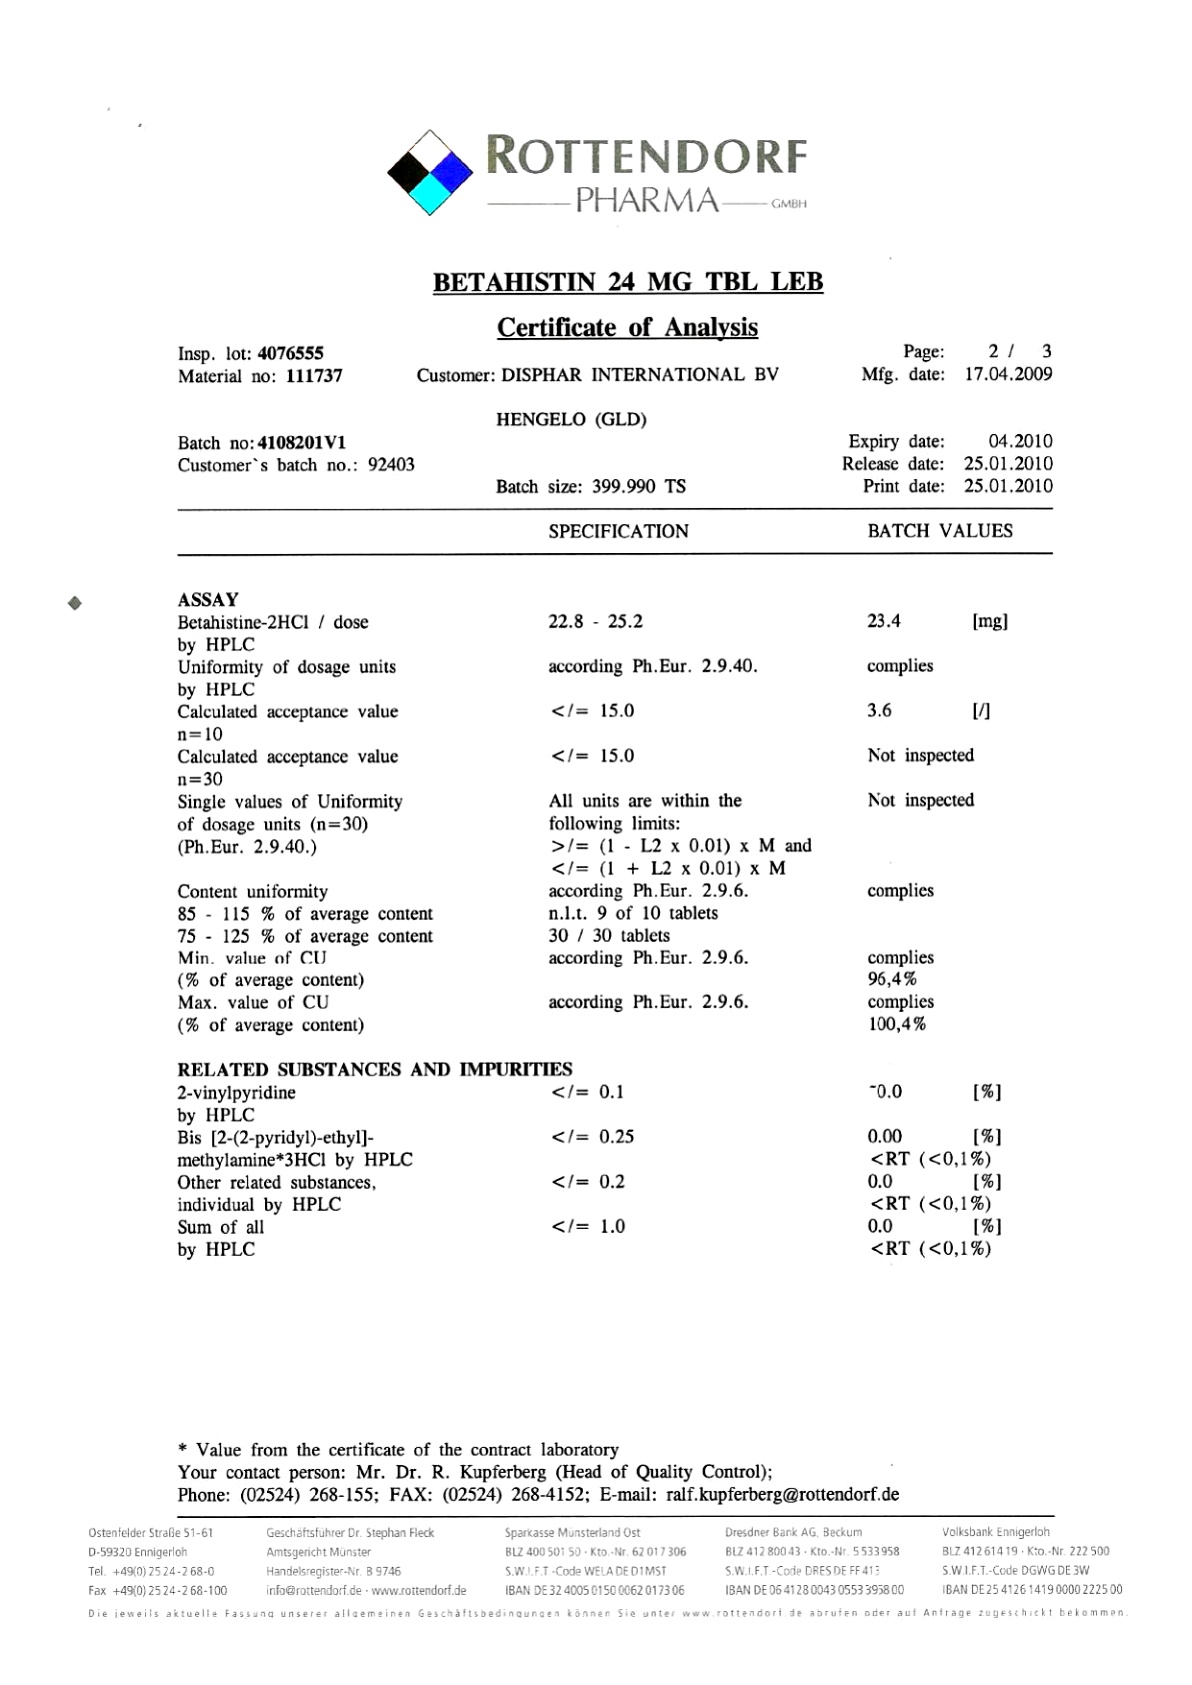 ROTTENDORF
PHARMA GMBH
BETAHISTIN 24 MG TBL LEB
Certificate of Analysis
Insp. lot: 4076555 Page: 2 / 3
Material no: 111737 Customer: DISPHAR INTERNATIONAL BV Mfg. date: 17.04.2009
HENGELO (GLD)
Batch no: 4108201V1 Expiry date: 04.2010
Customer`s batch no.: 92403 Release date: 25.01.2010
Batch size: 399.990 TS Print date: 25.01.2010
SPECIFICATION BATCH VALUES
ASSAY
Betahistine-2HCl / dose 22.8 - 25.2 23.4 [mg]
by HPLC
Uniformity of dosage units according Ph.Eur. 2.9.40. complies
by HPLC
Calculated acceptance value </= 15.0 3.6 [/]
n=10
Calculated acceptance value </= 15.0 Not inspected
n=30
Single values of Uniformity All units are within the Not inspected
of dosage units (n=30) following limits:
(Ph.Eur. 2.9.40.) >/= (1 - L2 x 0.01) x M and
</= (1 + L2 x 0.01) x M
Content uniformity according Ph.Eur. 2.9.6. complies
85 - 115 % of average content n.l.t. 9 of 10 tablets
75 - 125 % of average content 30 / 30 tablets
Min. value of CU according Ph.Eur. 2.9.6. complies
(% of average content) 96,4%
Max. value of CU according Ph.Eur. 2.9.6. complies
(% of average content) 100,4%
RELATED SUBSTANCES AND IMPURITIES
2-vinylpyridine </= 0.1 -0.0 [%]
by HPLC
Bis [2-(2-pyridyl)-ethyl]- </= 0.25 0.00 [%]
methylamine*3HCl by HPLC <RT (<0,1%)
Other related substances, </= 0.2 0.0 [%]
individual by HPLC <RT (<0,1%)
Sum of all </= 1.0 0.0 [%]
by HPLC <RT (<0,1%)
* Value from the certificate of the contract laboratory
Your contact person: Mr. Dr. R. Kupferberg (Head of Quality Control);
Phone: (02524) 268-155; FAX: (02524) 268-4152; E-mail: ralf.kupferberg@rottendorf.de
Ostenfelder Straße 51-61 Geschäftsführer Dr. Stephan Fleck Sparkasse Münsterland Ost Dresdner Bank AG, Beckum Volksbank Ennigerloh
D-59320 Ennigerloh Amtsgericht Münster BLZ 400 501 50 · Kto.-Nr. 62 017 306 BLZ 412 800 43 · Kto.-Nr. 5 533 958 BLZ 412 614 19 · Kto.-Nr. 222 500
Tel. +49(0) 25 24 - 2 68-0 Handelsregister-Nr. B 9746 S.W.I.F.T -Code WELA DE D1 MST S.W.I.F.T.-Code DRES DE FF 413 S.W.I.F.T.-Code DGWG DE 3W
Fax +49(0) 25 24 - 2 68-100 info@rottendorf.de · www.rottendorf.de IBAN DE 32 4005 0150 0062 0173 06 IBAN DE 06 4128 0043 0553 3958 00 IBAN DE 25 4126 1419 0000 2225 00
Die jeweils aktuelle Fassung unserer allgemeinen Geschäftsbedingungen können Sie unter www.rottendorf.de abrufen oder auf Anfrage zugeschickt bekommen.